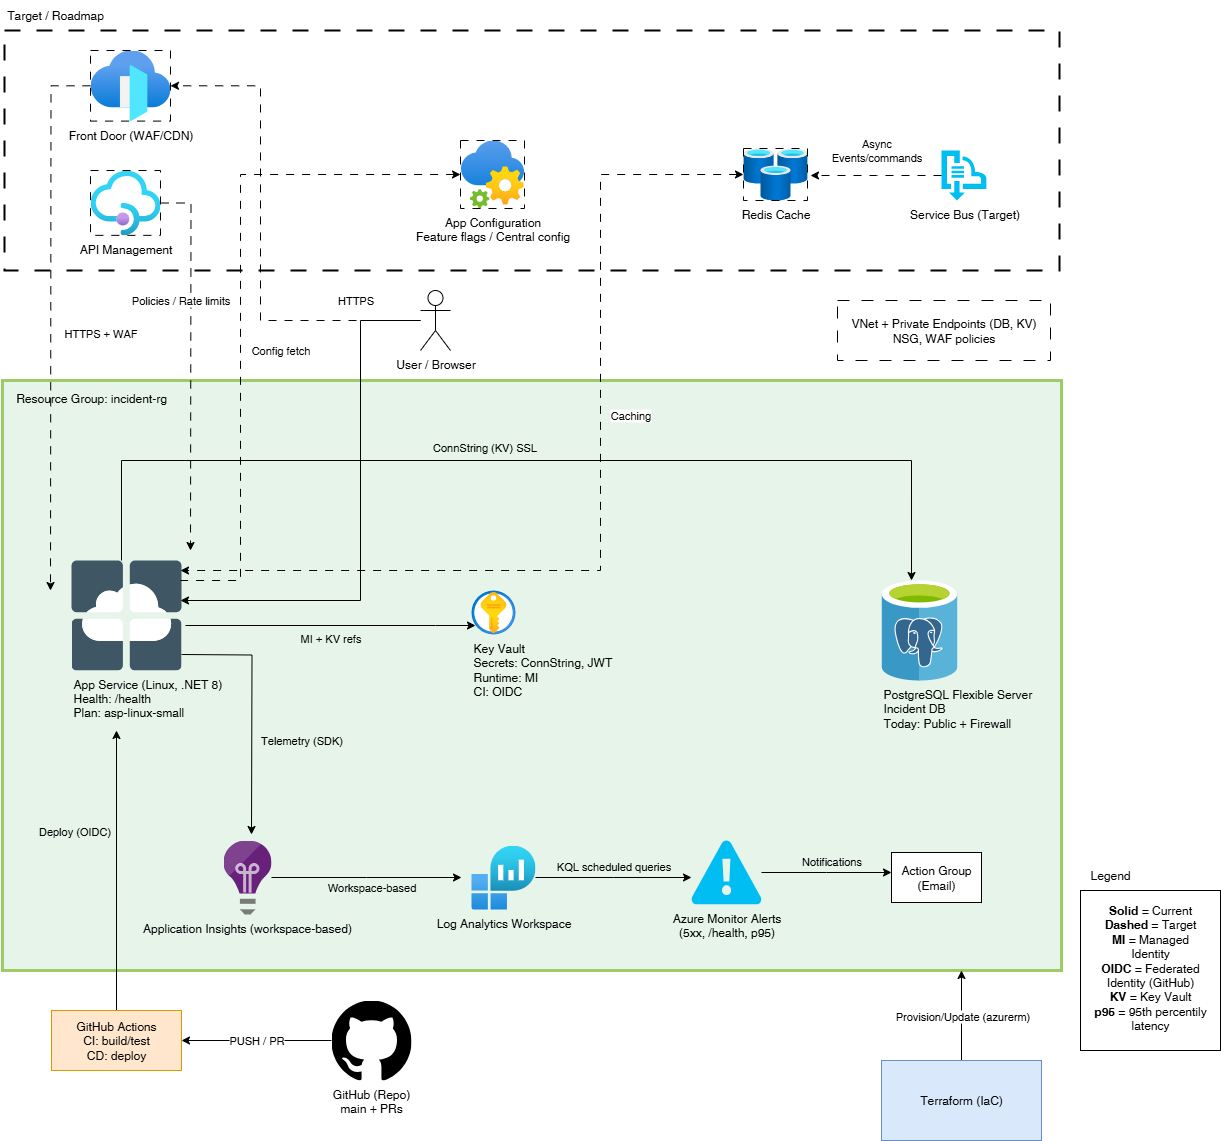 Target / Roadmap
Front Door (WAF/CDN)
API Management
App Configuration
Feature flags / Central config
Redis Cache
Async
Events/commands
Service Bus (Target)
Policies / Rate limits
HTTPS
HTTPS + WAF
Config fetch
User / Browser
VNet + Private Endpoints (DB, KV)
NSG, WAF policies
Resource Group: incident-rg
Caching
ConnString (KV) SSL
App Service (Linux, .NET 8)
Health: /health
Plan: asp-linux-small
MI + KV refs
Key Vault
Secrets: ConnString, JWT
Runtime: MI
CI: OIDC
PostgreSQL Flexible Server
Incident DB
Today: Public + Firewall
Telemetry (SDK)
Deploy (OIDC)
Application Insights (workspace-based)
Workspace-based
Log Analytics Workspace
KQL scheduled queries
Azure Monitor Alerts
(5xx, /health, p95)
Notifications
Action Group
(Email)
Legend
Solid = Current
Dashed = Target
MI = Managed
Identity
OIDC = Federated
Identity (GitHub)
KV = Key Vault
p95 = 95th percentily
latency
GitHub Actions
CI: build/test
CD: deploy
PUSH / PR
GitHub (Repo)
main + PRs
Provision/Update (azurerm)
Terraform (IaC)